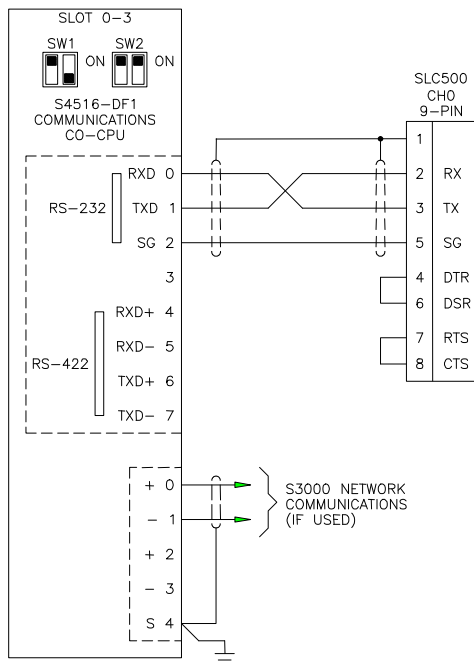 SLOT 0-3
SW1
ON
SW2
ON
S4516-DF1
COMMUNICATIONS
CO-CPU
RS-232
RXD 0
TXD 1
SG 2
3
RS-422
RXD+ 4
RXD- 5
TXD+ 6
TXD- 7
+ 0
- 1
+ 2
- 3
S 4
S3000 NETWORK
COMMUNICATIONS
(IF USED)
SLC500
CH0
9-PIN
1
2 RX
3 TX
5 SG
4 DTR
6 DSR
7 RTS
8 CTS